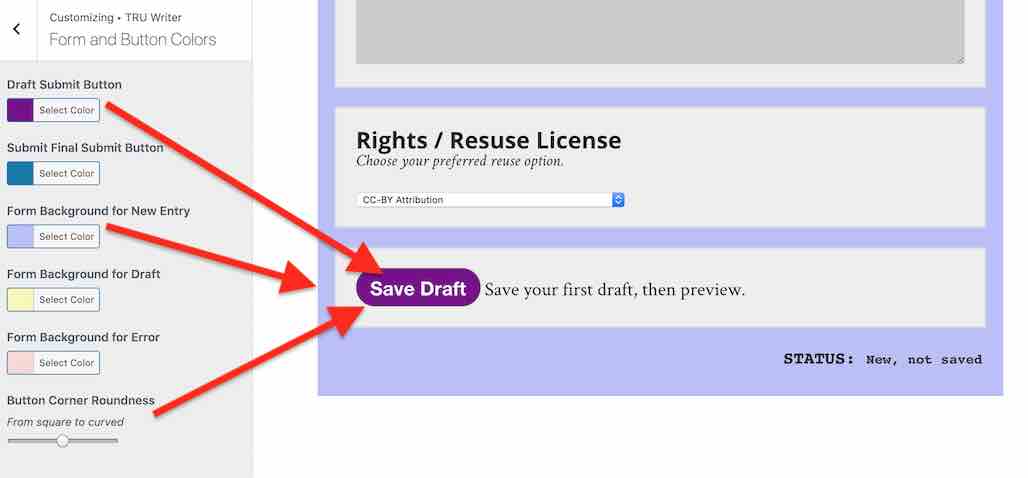 Customizing • TRU Writer
Form and Button Colors
Draft Submit Button
Select Color
Submit Final Submit Button
Select Color
Form Background for New Entry
Select Color
Form Background for Draft
Select Color
Form Background for Error
Select Color
Button Corner Roundness
From square to curved
Rights / Resuse License
Choose your preferred reuse option.
CC-BY Attribution
Save Draft Save your first draft, then preview.
STATUS: New, not saved